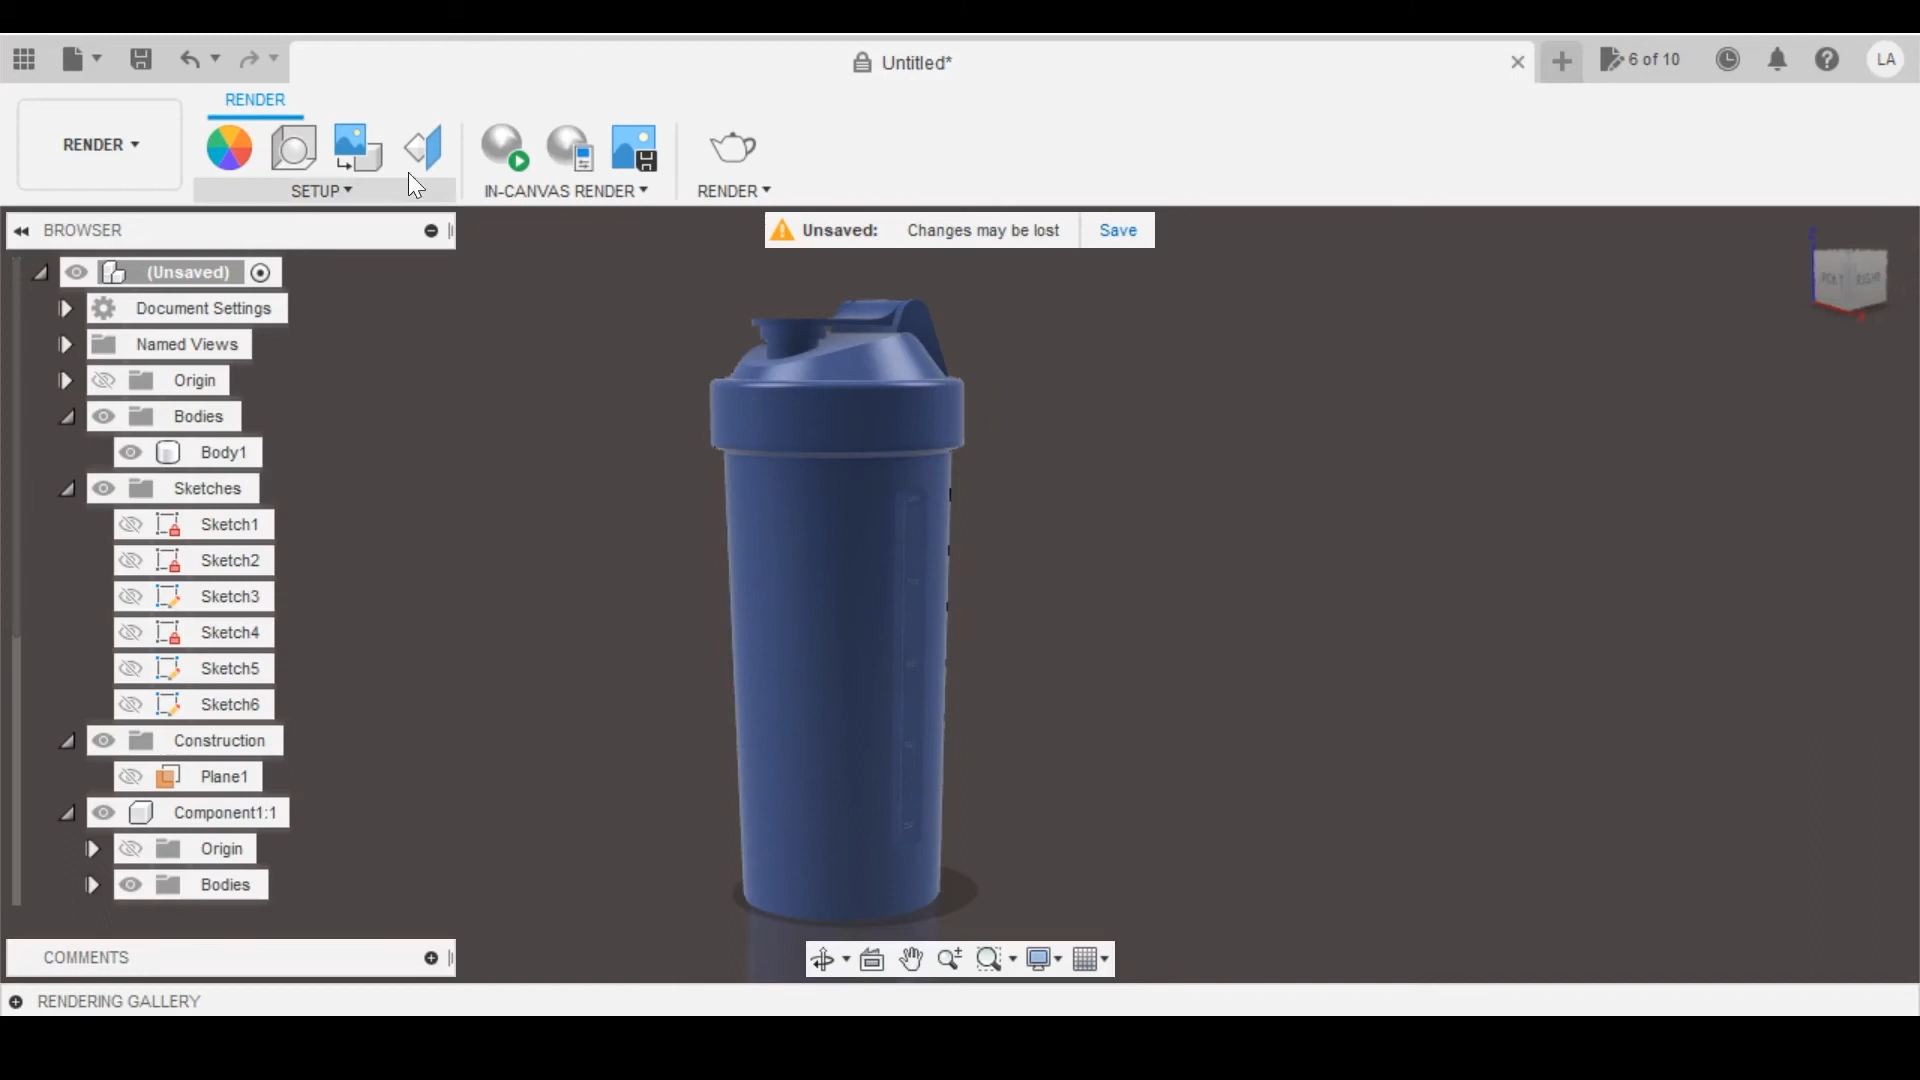 Untitled*
6 of 10
LA
RENDER
RENDER
SETUP
IN-CANVAS RENDER
RENDER
BROWSER
Unsaved: Changes may be lost Save
(Unsaved)
Document Settings
Named Views
Origin
Bodies
Body1
Sketches
Sketch1
Sketch2
Sketch3
Sketch4
Sketch5
Sketch6
Construction
Plane1
Component1:1
Origin
Bodies
RIGHT
COMMENTS
RENDERING GALLERY